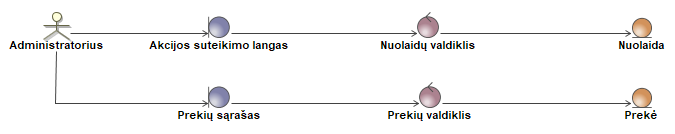 Administratorius Akcijos suteikimo langas Nuolaidų valdiklis Nuolaida
Prekių sąrašas Prekių valdiklis Prekė